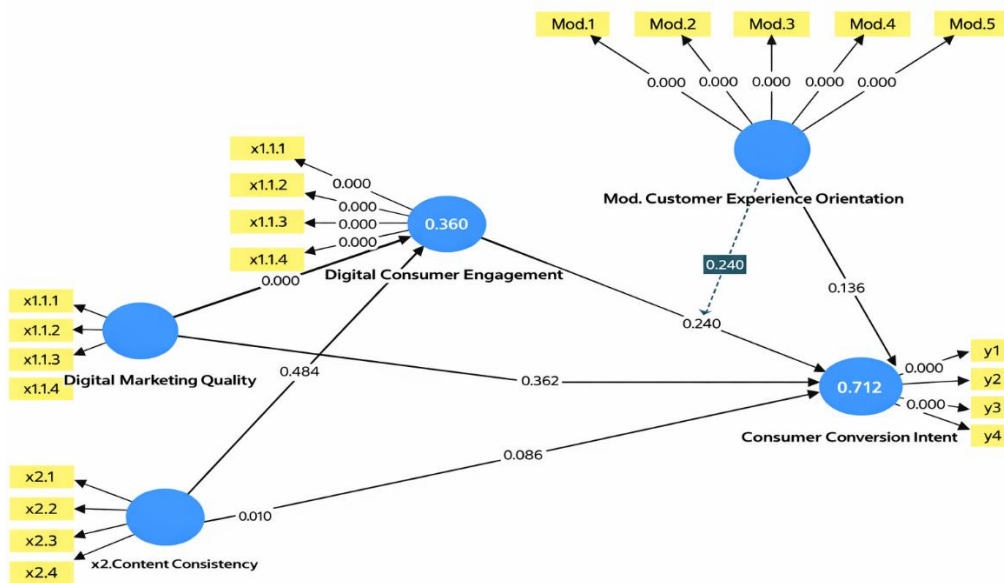 Mod.1
Mod.2
Mod.3
Mod.4
Mod.5
0.000
0.000
0.000
0.000
0.000
Mod. Customer Experience Orientation
x1.1.1
x1.1.2
x1.1.3
x1.1.4
0.000
0.000
0.000
0.000
0.360
Digital Consumer Engagement
0.000
0.240
0.240
0.136
x1.1.1
x1.1.2
x1.1.3
x1.1.4
Digital Marketing Quality
0.484
0.362
0.712
Consumer Conversion Intent
0.000
0.000
y1
y2
y3
y4
0.086
x2.1
x2.2
x2.3
x2.4
0.010
x2.Content Consistency